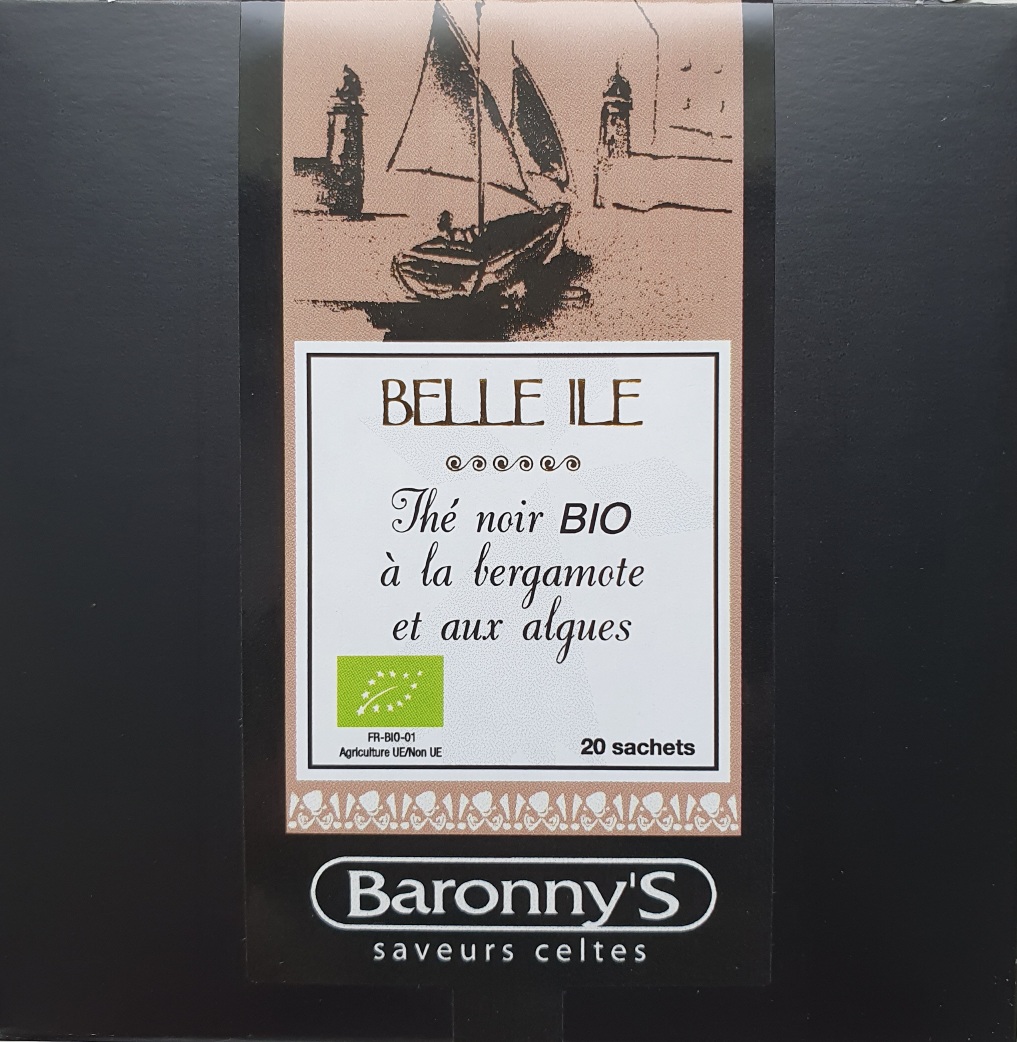 BELLE ILE
Thé noir BIO
à la bergamote
et aux algues
FR-BIO-01
Agriculture UE/Non UE
20 sachets
Baronny'S
saveurs celtes